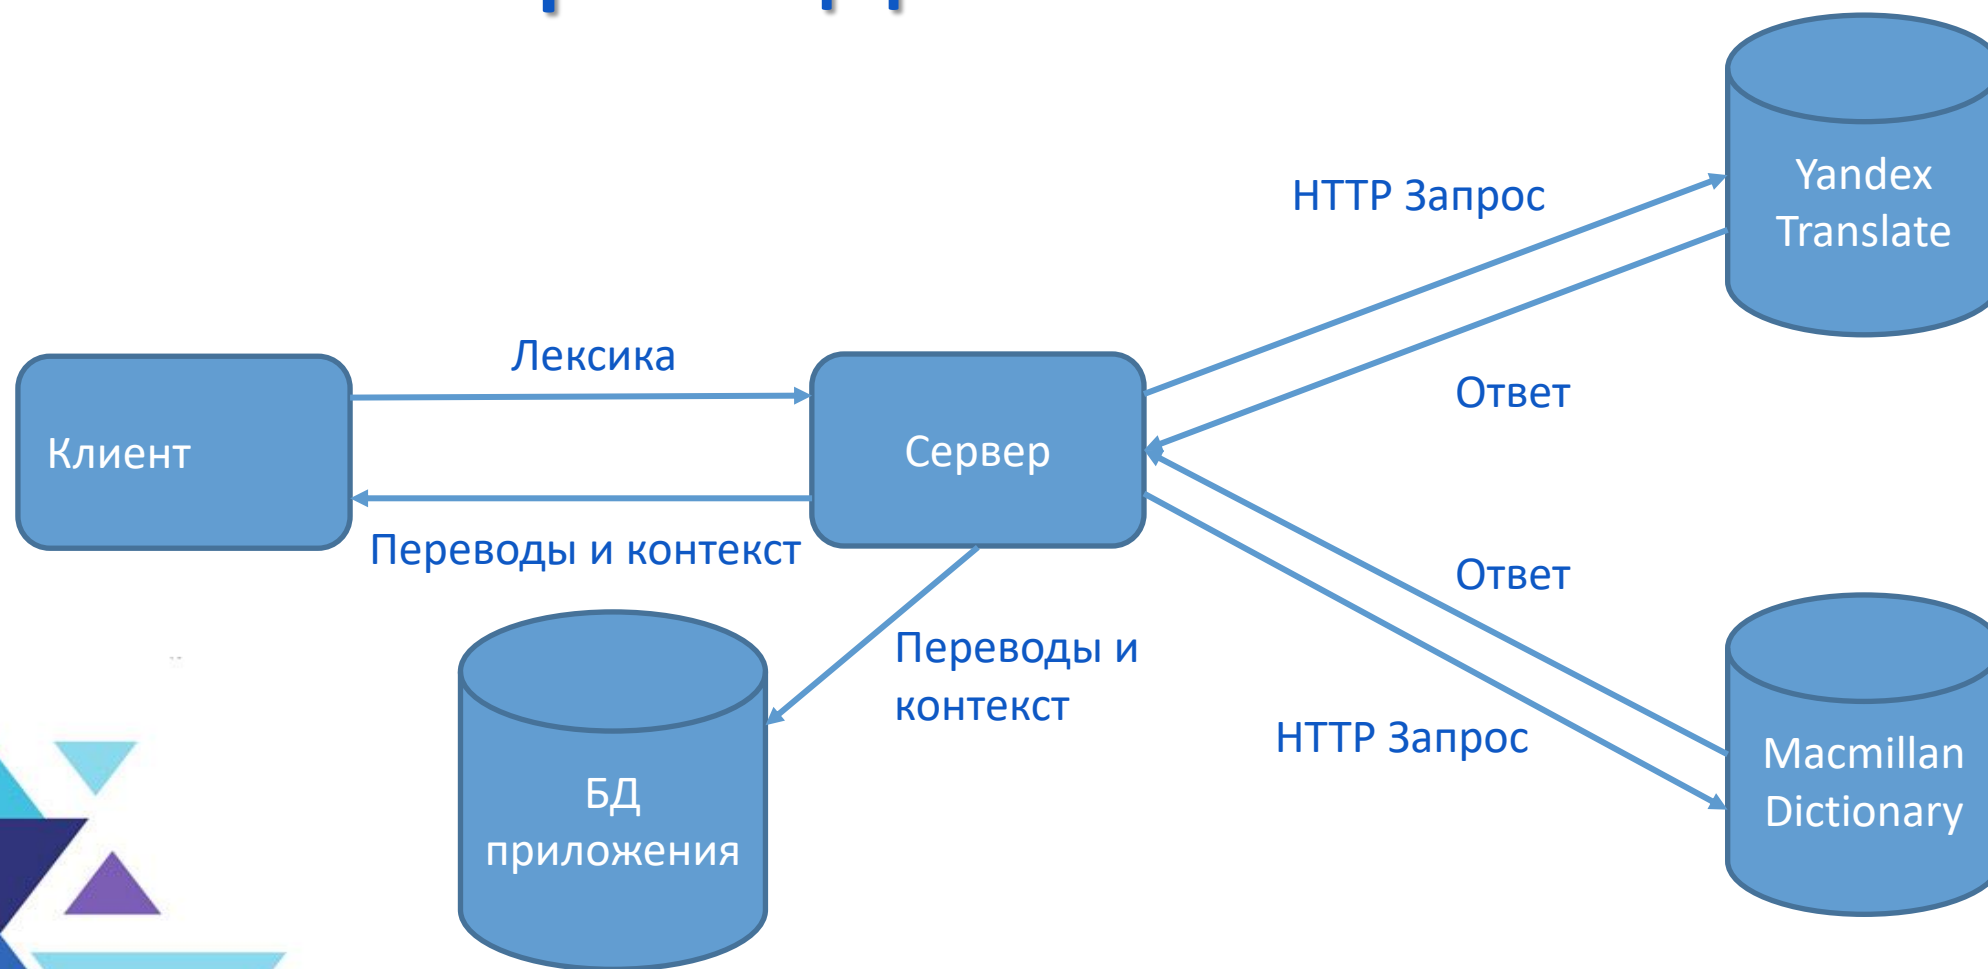 Yandex
Translate
HTTP Запрос
Лексика
Ответ
Клиент
Сервер
Переводы и контекст
Ответ
Переводы и
контекст
HTTP Запрос
Macmillan
Dictionary
БД
приложения